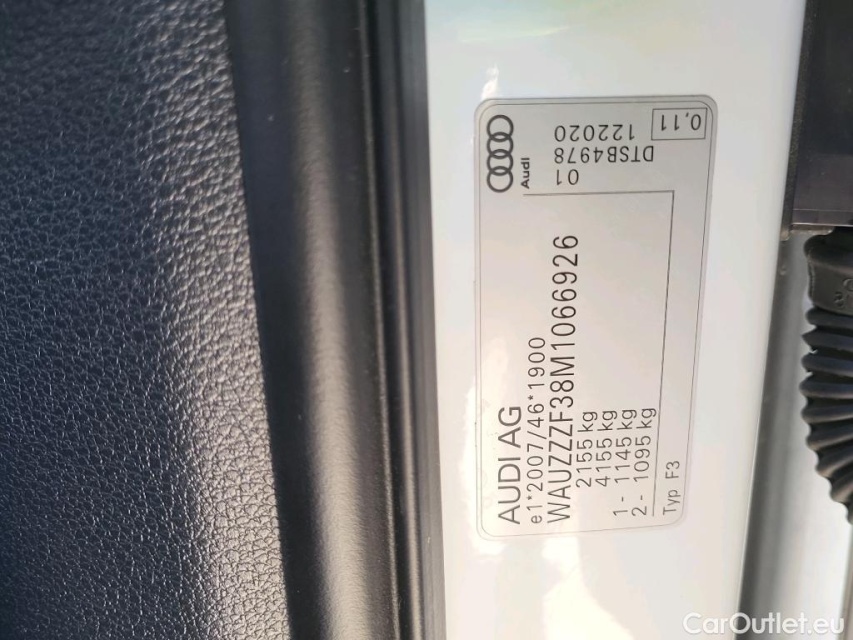 AUDI AG
e1*2007/46*1900
WAUZZZF38M1066926
2155 kg
4155 kg
1 - 1145 kg
2 - 1095 kg
Typ F3
Audi
01
DTSB4978
122020
0,11
CarOutlet.eu